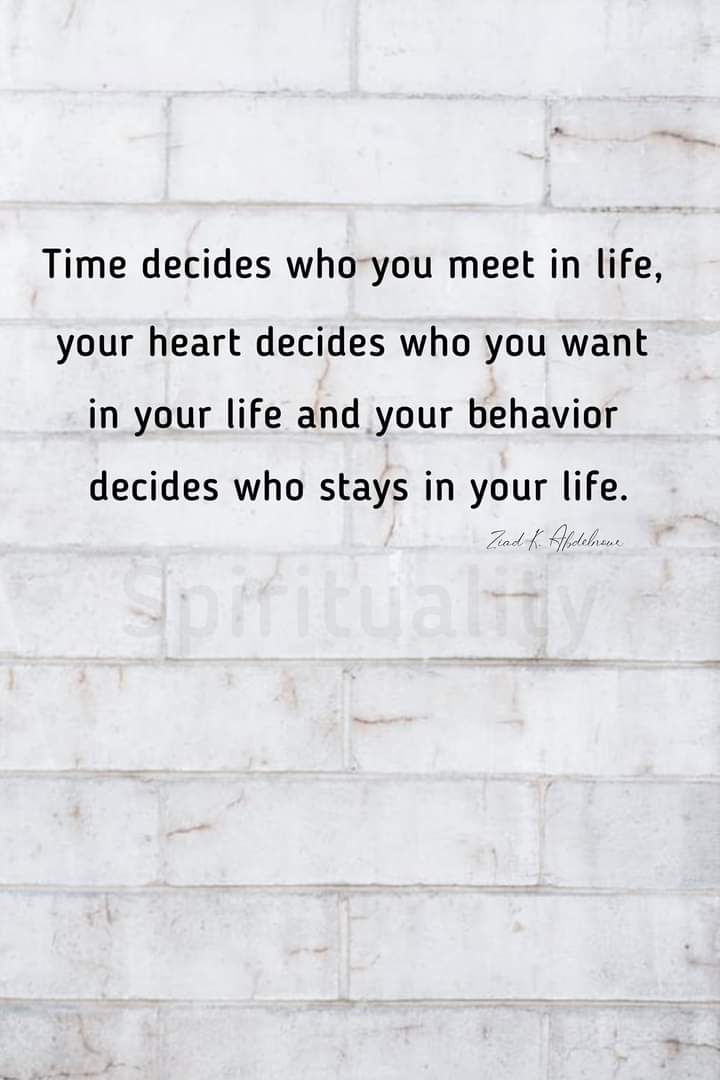 Time decides who you meet in life,
your heart decides who you want
in your life and your behavior
decides who stays in your life.
Ziad K. Abdelnour
Spirituality